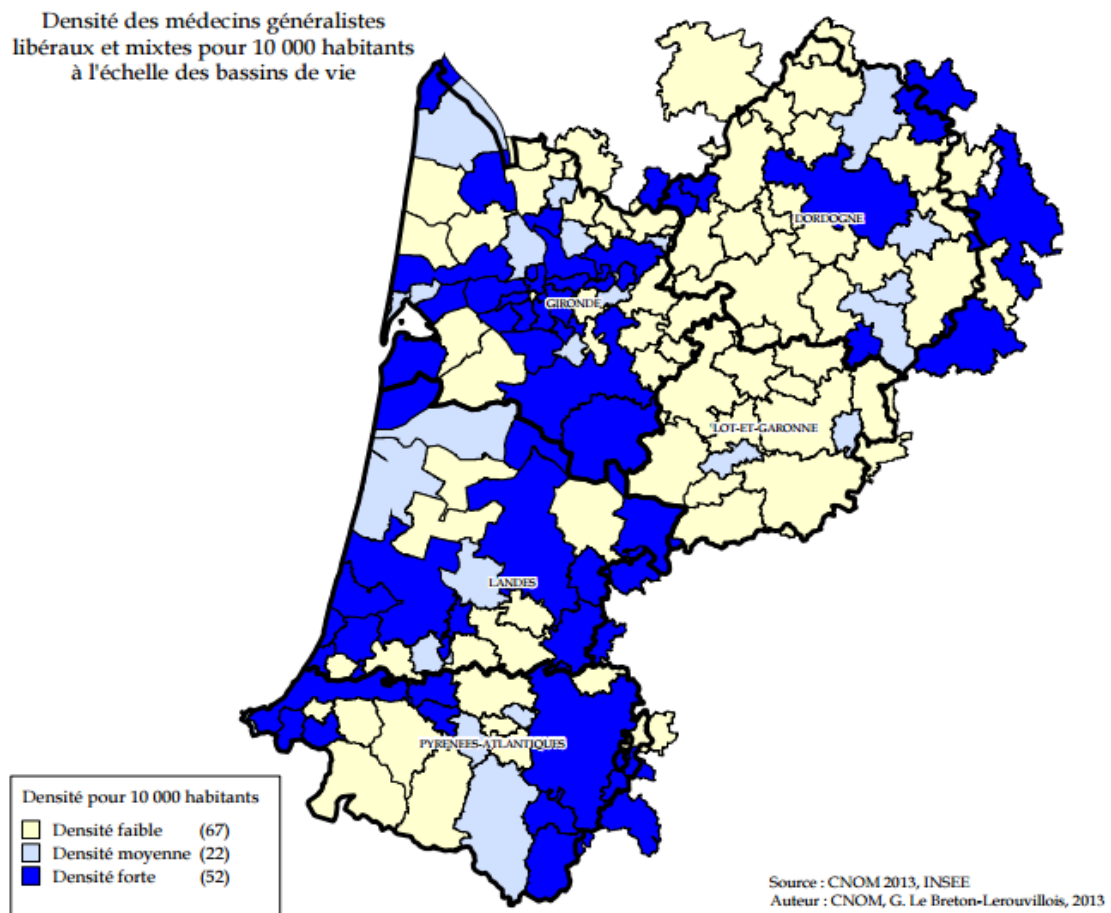 Densité des médecins généralistes
libéraux et mixtes pour 10 000 habitants
à l'échelle des bassins de vie
DORDOGNE
GIRONDE
LOT-ET-GARONNE
LANDES
PYRENEES-ATLANTIQUES
Densité pour 10 000 habitants
Densité faible (67)
Densité moyenne (22)
Densité forte (52)
Source : CNOM 2013, INSEE
Auteur : CNOM, G. Le Breton-Lerouvillois, 2013